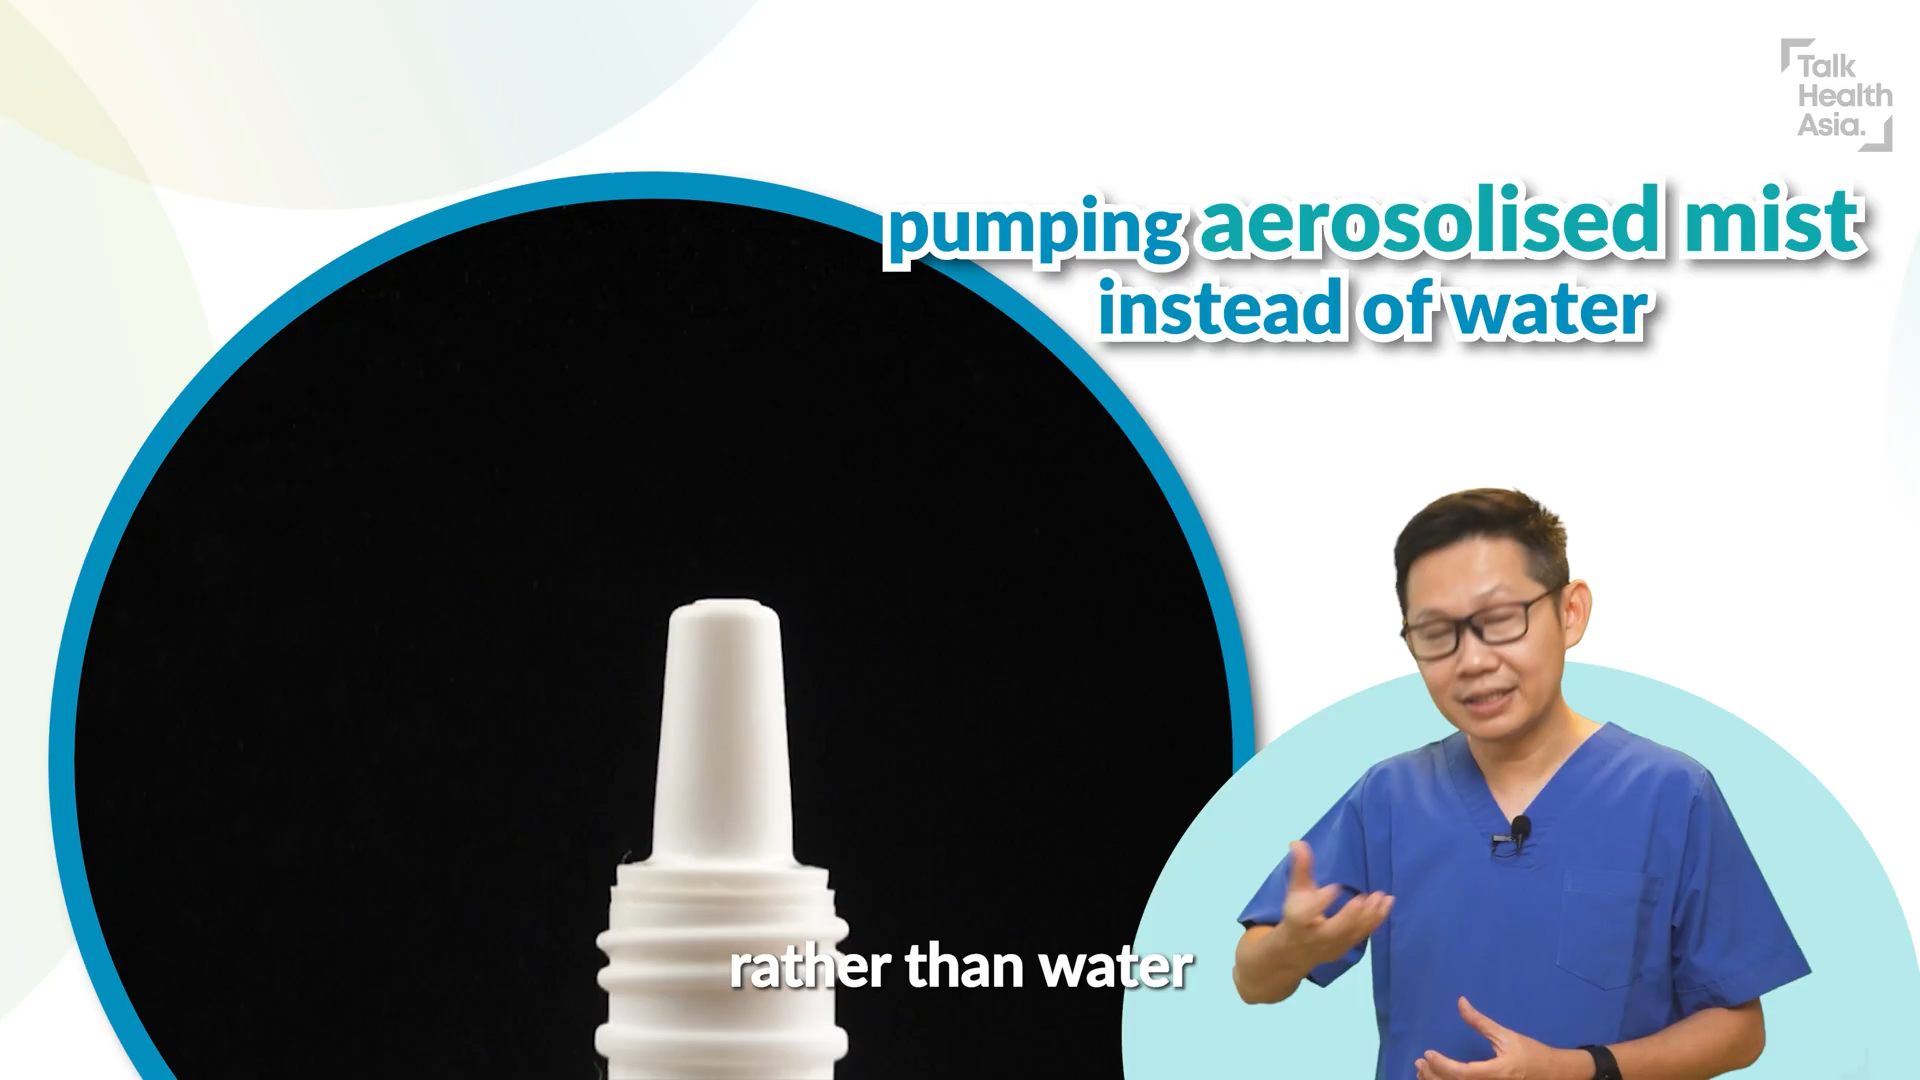 Talk
Health
Asia.
pumping aerosolised mist
instead of water
rather than water